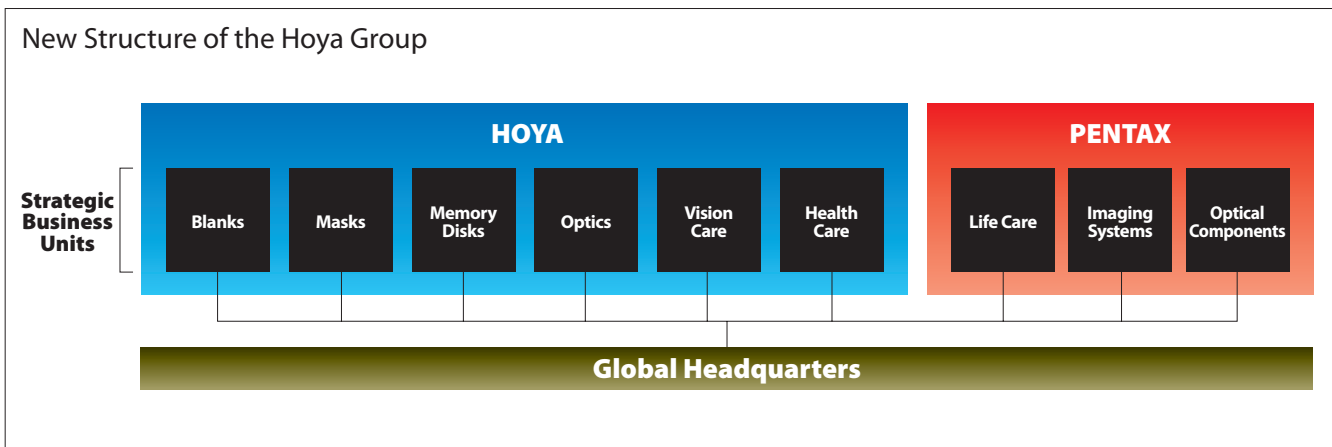 New Structure of the Hoya Group
HOYA
PENTAX
Strategic
Business
Units
Blanks
Masks
Memory
Disks
Optics
Vision
Care
Health
Care
Life Care
Imaging
Systems
Optical
Components
Global Headquarters